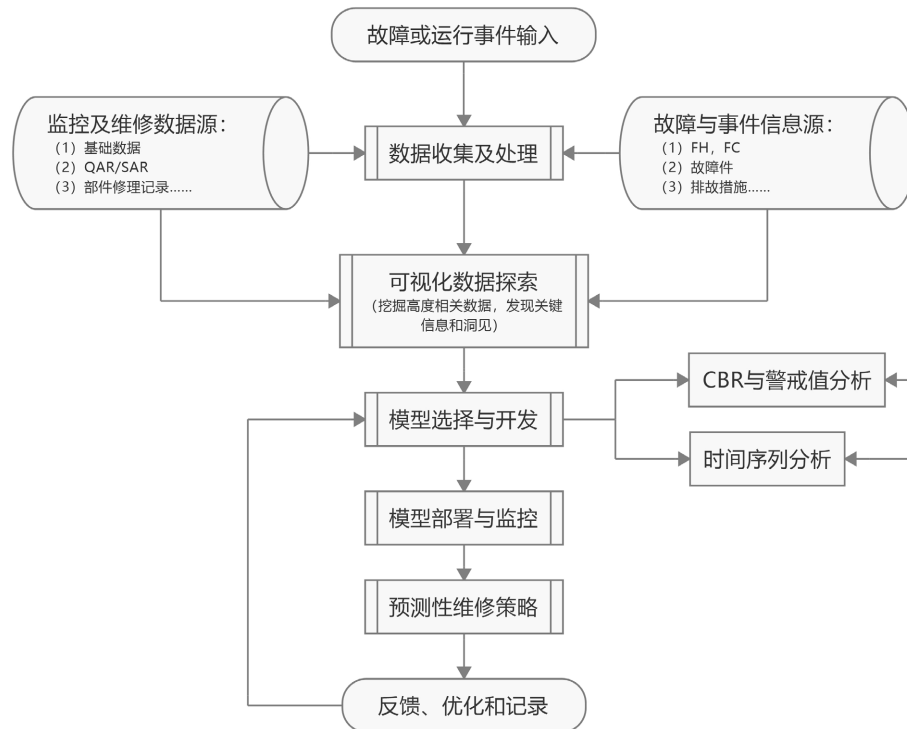 故障或运行事件输入
监控及维修数据源：
（1）基础数据
（2）QAR/SAR
（3）部件修理记录……
数据收集及处理
故障与事件信息源：
（1）FH，FC
（2）故障件
（3）排故措施……
可视化数据探索
（挖掘高度相关数据，发现关键
信息和洞见）
CBR与警戒值分析
模型选择与开发
时间序列分析
模型部署与监控
预测性维修策略
反馈、优化和记录